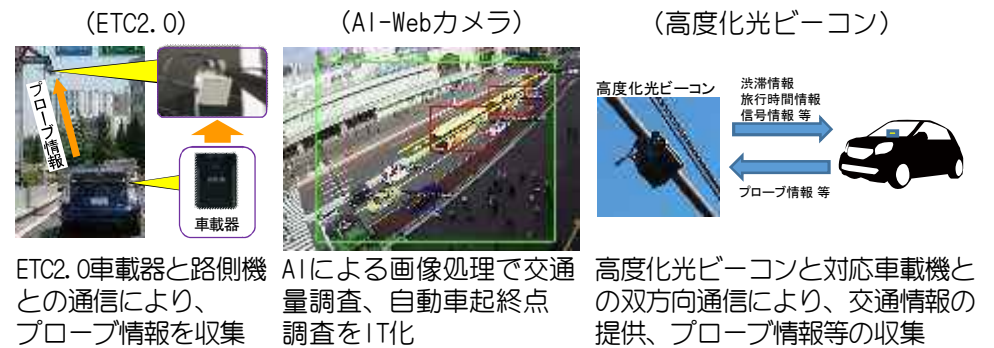 (ETC2.0)
プローブ情報
車載器
ETC2.0車載器と路側機
との通信により、
プローブ情報を収集
(AI-Webカメラ)
AIによる画像処理で交通
量調査、自動車起終点
調査をIT化
(高度化光ビーコン)
高度化光ビーコン
渋滞情報
旅行時間情報
信号情報 等
プローブ情報 等
高度化光ビーコンと対応車載機と
の双方向通信により、交通情報の
提供、プローブ情報等の収集